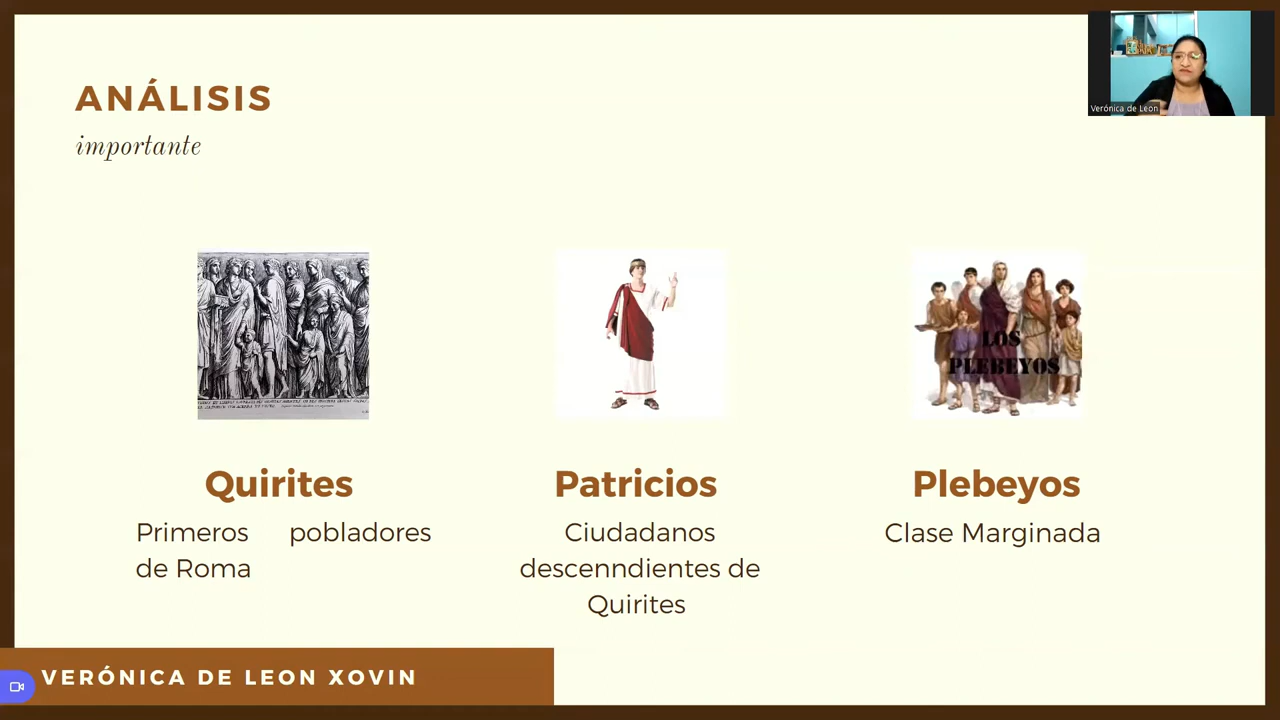 ANÁLISIS
importante
Verónica de Leon
LOS
PLEBEYOS
Quirites
Primeros pobladores
de Roma
Patricios
Ciudadanos
descenndientes de
Quirites
Plebeyos
Clase Marginada
VERÓNICA DE LEON XOVIN